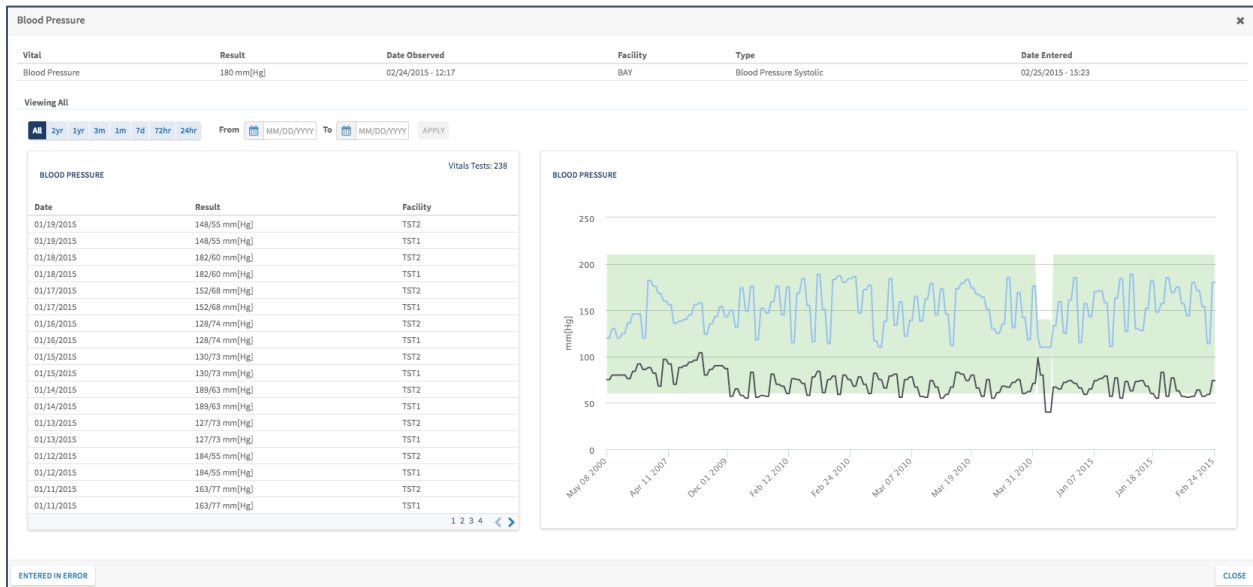 Blood Pressure
Vital Result Date Observed Facility Type Date Entered
Blood Pressure 180 mm[Hg] 02/24/2015 - 12:17 BAY Blood Pressure Systolic 02/25/2015 - 15:23
Viewing All
All 2yr 1yr 3m 1m 7d 72hr 24hr From MM/DD/YYYY To MM/DD/YYYY APPLY
Vitals Tests: 238
BLOOD PRESSURE
Date Result Facility
01/19/2015 148/55 mm[Hg] TST2
01/19/2015 148/55 mm[Hg] TST1
01/18/2015 182/60 mm[Hg] TST2
01/18/2015 182/60 mm[Hg] TST1
01/17/2015 152/68 mm[Hg] TST2
01/17/2015 152/68 mm[Hg] TST1
01/16/2015 128/74 mm[Hg] TST2
01/16/2015 128/74 mm[Hg] TST1
01/15/2015 130/73 mm[Hg] TST2
01/15/2015 130/73 mm[Hg] TST1
01/14/2015 189/63 mm[Hg] TST2
01/14/2015 189/63 mm[Hg] TST1
01/13/2015 127/73 mm[Hg] TST2
01/13/2015 127/73 mm[Hg] TST1
01/12/2015 184/55 mm[Hg] TST2
01/12/2015 184/55 mm[Hg] TST1
01/11/2015 163/77 mm[Hg] TST2
01/11/2015 163/77 mm[Hg] TST1
1 2 3 4
BLOOD PRESSURE
250
200
150
100
50
0
mm[Hg]
May 08 2000
Apr 11 2007
Dec 01 2009
Feb 12 2010
Feb 24 2010
Mar 07 2010
Mar 19 2010
Mar 31 2010
Jan 07 2015
Jan 18 2015
Feb 24 2015
ENTERED IN ERROR
CLOSE